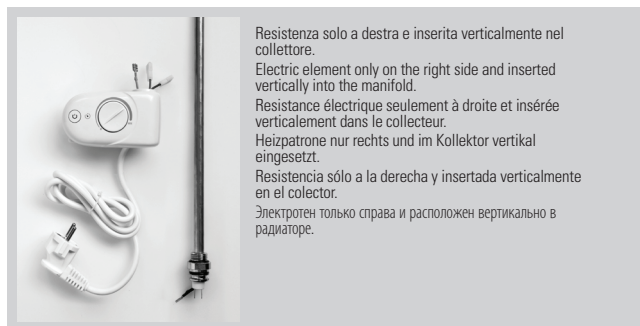 Resistenza solo a destra e inserita verticalmente nel
collettore.
Electric element only on the right side and inserted
vertically into the manifold.
Resistance électrique seulement à droite et insérée
verticalement dans le collecteur.
Heizpatrone nur rechts und im Kollektor vertikal
eingesetzt.
Resistencia sólo a la derecha y insertada verticalmente
en el colector.
Электротен только справа и расположен вертикально в
радиаторе.